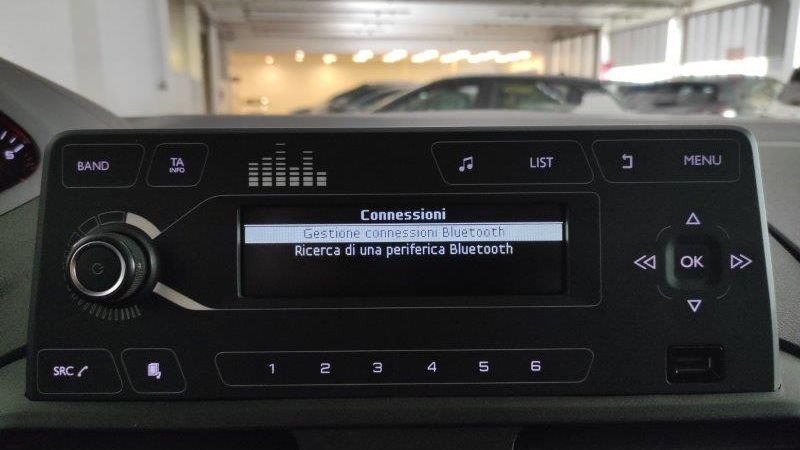 BAND
TA
INFO
LIST
MENU
Connessioni
Gestione connessioni Bluetooth
Ricerca di una periferica Bluetooth
OK
SRC
1 2 3 4 5 6